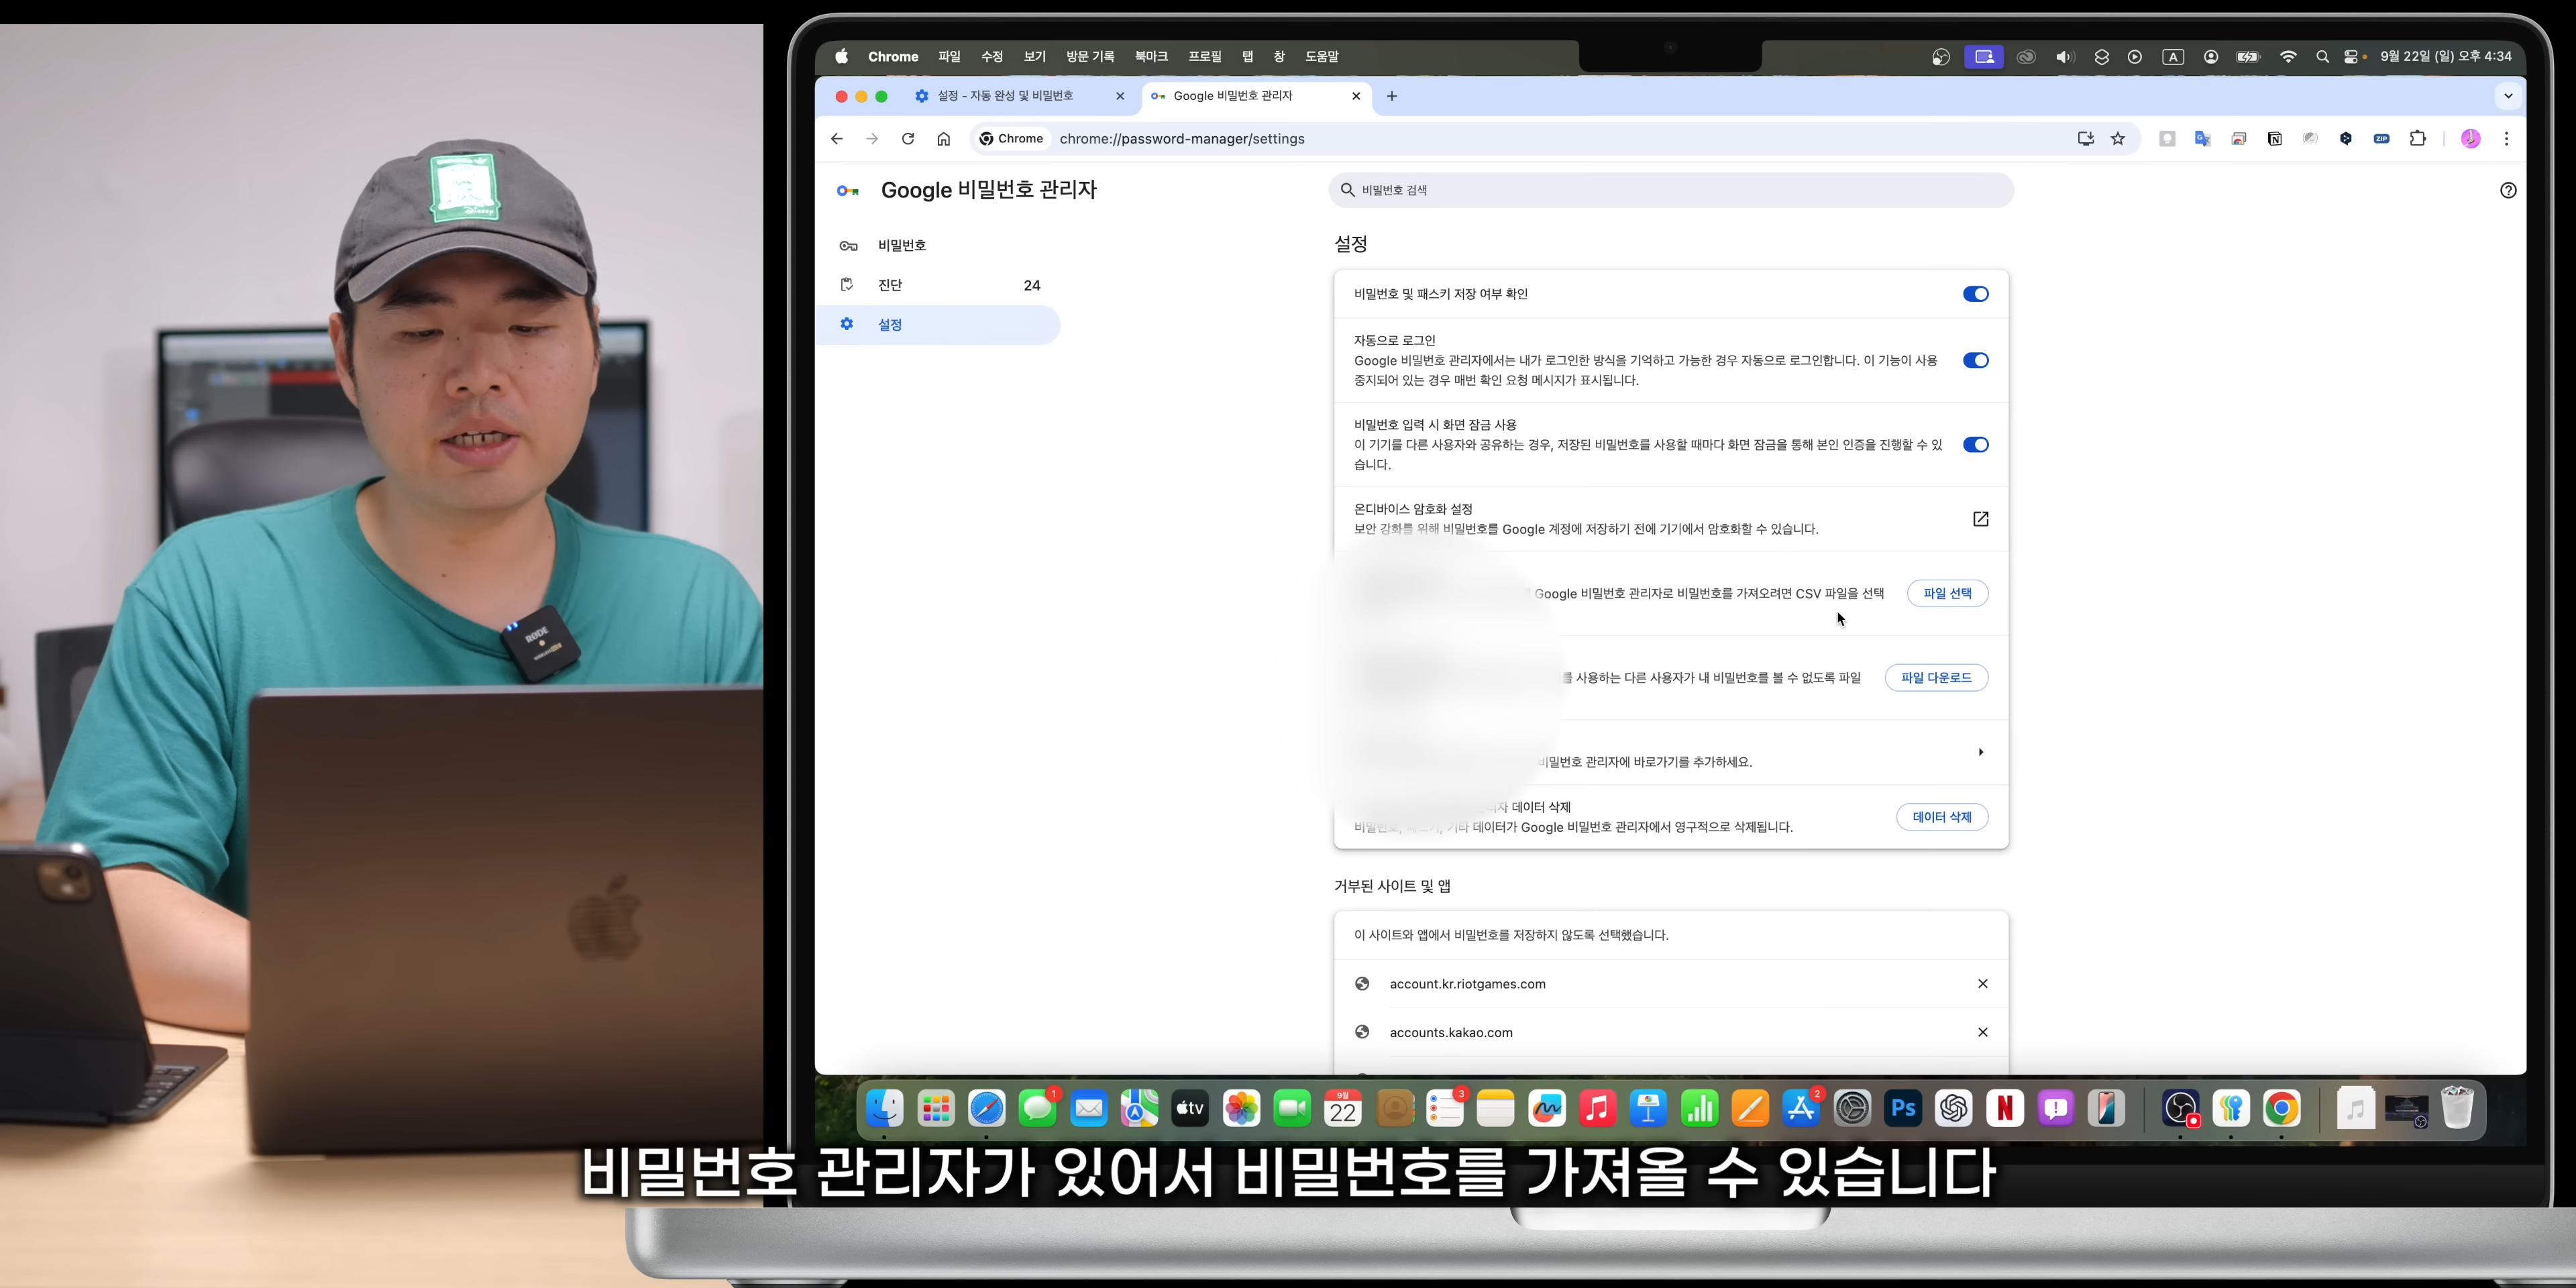 Chrome 파일 수정 보기 방문 기록 북마크 프로필 탭 창 도움말
A
9월 22일 (일) 오후 4:34
설정 - 자동 완성 및 비밀번호
Google 비밀번호 관리자
Chrome
chrome://password-manager/settings
ZIP
Google 비밀번호 관리자
비밀번호 검색
비밀번호
진단 24
설정
설정
비밀번호 및 패스키 저장 여부 확인
자동으로 로그인
Google 비밀번호 관리자에서는 내가 로그인한 방식을 기억하고 가능한 경우 자동으로 로그인합니다. 이 기능이 사용
중지되어 있는 경우 매번 확인 요청 메시지가 표시됩니다.
비밀번호 입력 시 화면 잠금 사용
이 기기를 다른 사용자와 공유하는 경우, 저장된 비밀번호를 사용할 때마다 화면 잠금을 통해 본인 인증을 진행할 수 있
습니다.
온디바이스 암호화 설정
보안 강화를 위해 비밀번호를 Google 계정에 저장하기 전에 기기에서 암호화할 수 있습니다.
Google 비밀번호 관리자로 비밀번호를 가져오려면 CSV 파일을 선택
파일 선택
를 사용하는 다른 사용자가 내 비밀번호를 볼 수 없도록 파일
파일 다운로드
비밀번호 관리자에 바로가기를 추가하세요.
데이터 삭제
기타 데이터가 Google 비밀번호 관리자에서 영구적으로 삭제됩니다.
데이터 삭제
거부된 사이트 및 앱
이 사이트와 앱에서 비밀번호를 저장하지 않도록 선택했습니다.
account.kr.riotgames.com
accounts.kakao.com
RØDE
Disney
1
tv
9월
22
3
2
Ps
N
비밀번호 관리자가 있어서 비밀번호를 가져올 수 있습니다